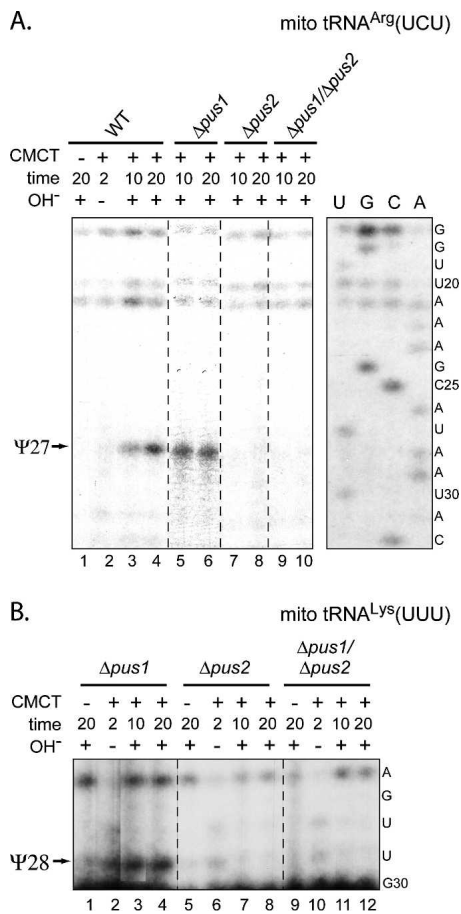 A.
mito tRNAArg(UCU)
WT Δpus1 Δpus2 Δpus1/Δpus2
CMCT - + + + + + + + + +
time 20 2 10 20 10 20 10 20 10 20
OH- + - + + + + + + + +
U G C A
G
G
U
U20
A
A
A
G
C25
A
U
A
A
U30
A
C
Ψ27
1 2 3 4 5 6 7 8 9 10
B.
mito tRNALys(UUU)
Δpus1 Δpus2 Δpus1/
Δpus2
CMCT - + + + - + + + - + + +
time 20 2 10 20 20 2 10 20 20 2 10 20
OH- + - + + + - + + + - + +
A
G
U
U
Ψ28
G30
1 2 3 4 5 6 7 8 9 10 11 12